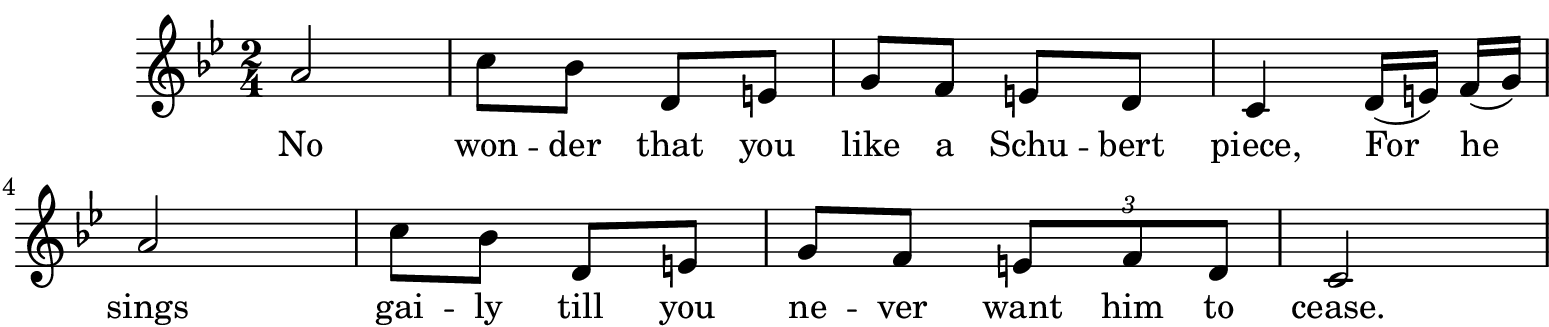 2
4
No won - der that you like a Schu - bert piece, For he
4
3
sings gai - ly till you ne - ver want him to cease.